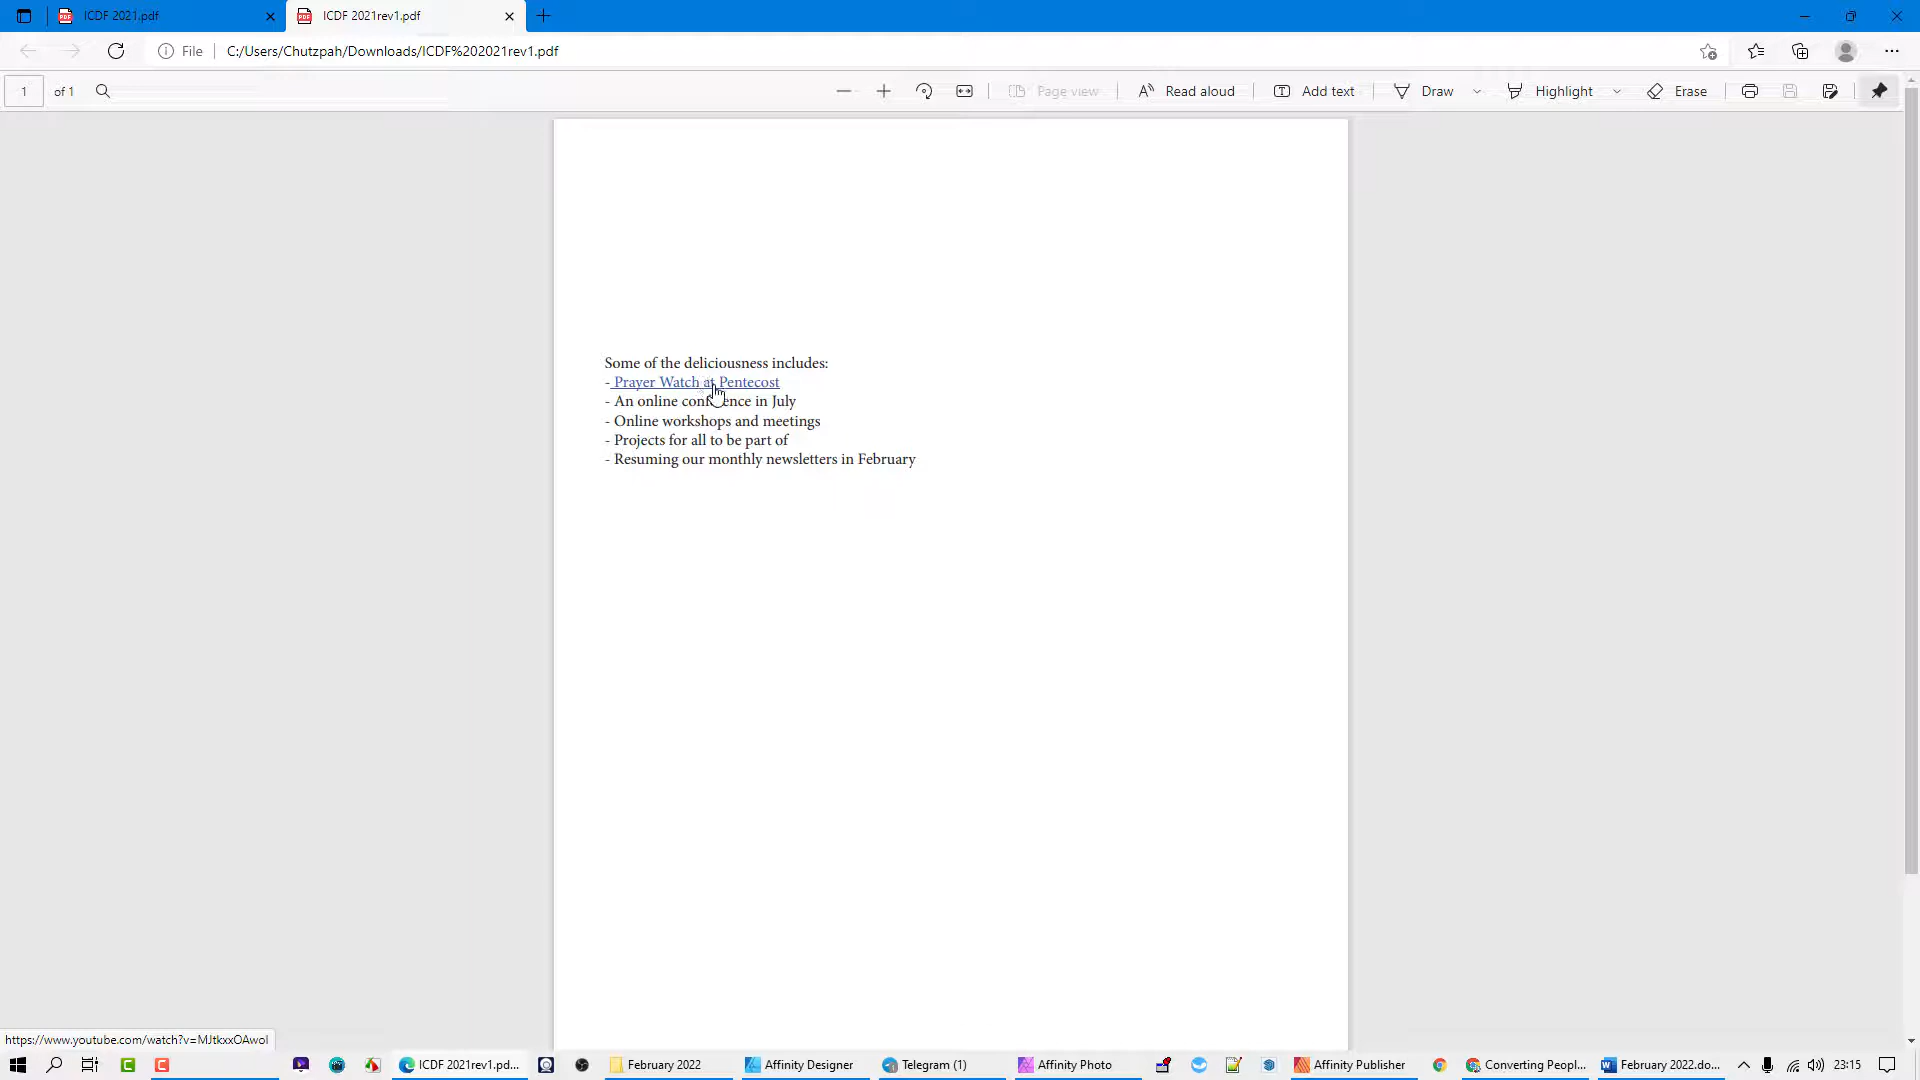 ICDF 2021.pdf
ICDF 2021rev1.pdf
File
C:/Users/Chutzpah/Downloads/ICDF%202021rev1.pdf
1 of 1
Page view
Read aloud
Add text
Draw
Highlight
Erase
Some of the deliciousness includes:
- Prayer Watch at Pentecost
- An online conference in July
- Online workshops and meetings
- Projects for all to be part of
- Resuming our monthly newsletters in February
https://www.youtube.com/watch?v=MJtkxxOAwoI
ICDF 2021rev1.pd...
February 2022
Affinity Designer
Telegram (1)
Affinity Photo
Affinity Publisher
Converting Peopl...
February 2022.do...
23:15